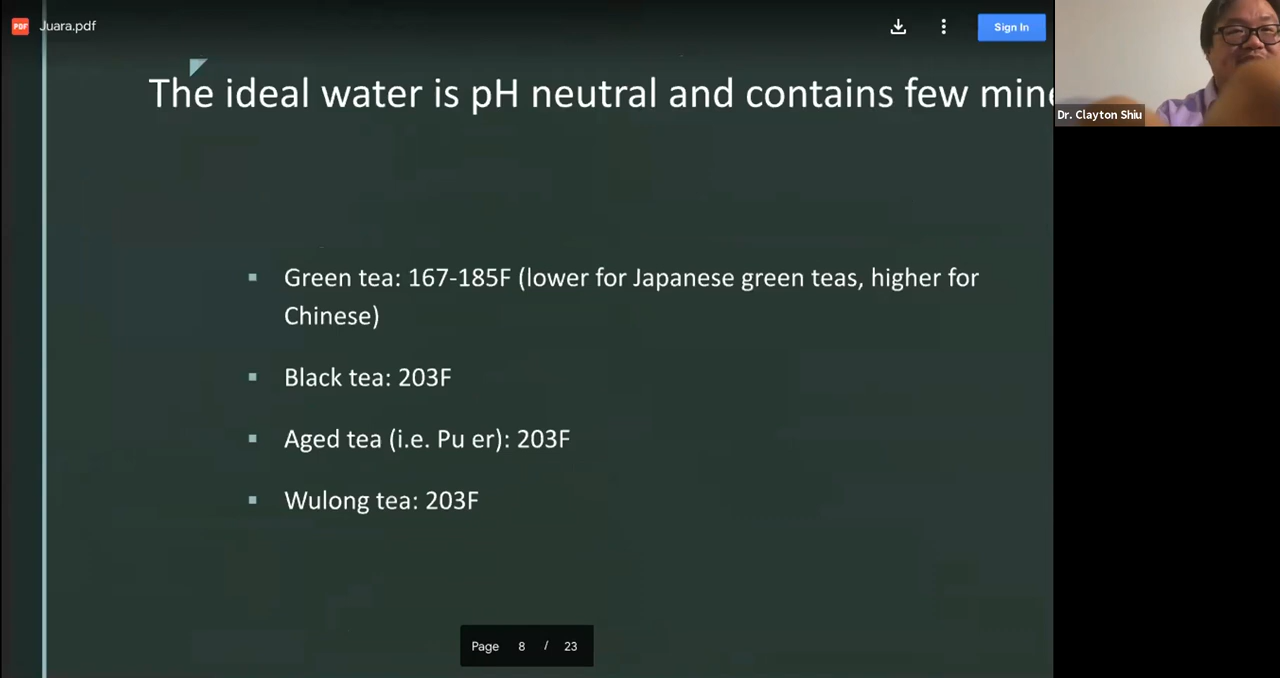 Juara.pdf
Sign In
The ideal water is pH neutral and contains few
Dr. Clayton Shiu
▪ Green tea: 167-185F (lower for Japanese green teas, higher for
Chinese)
▪ Black tea: 203F
▪ Aged tea (i.e. Pu er): 203F
▪ Wulong tea: 203F
Page 8 / 23